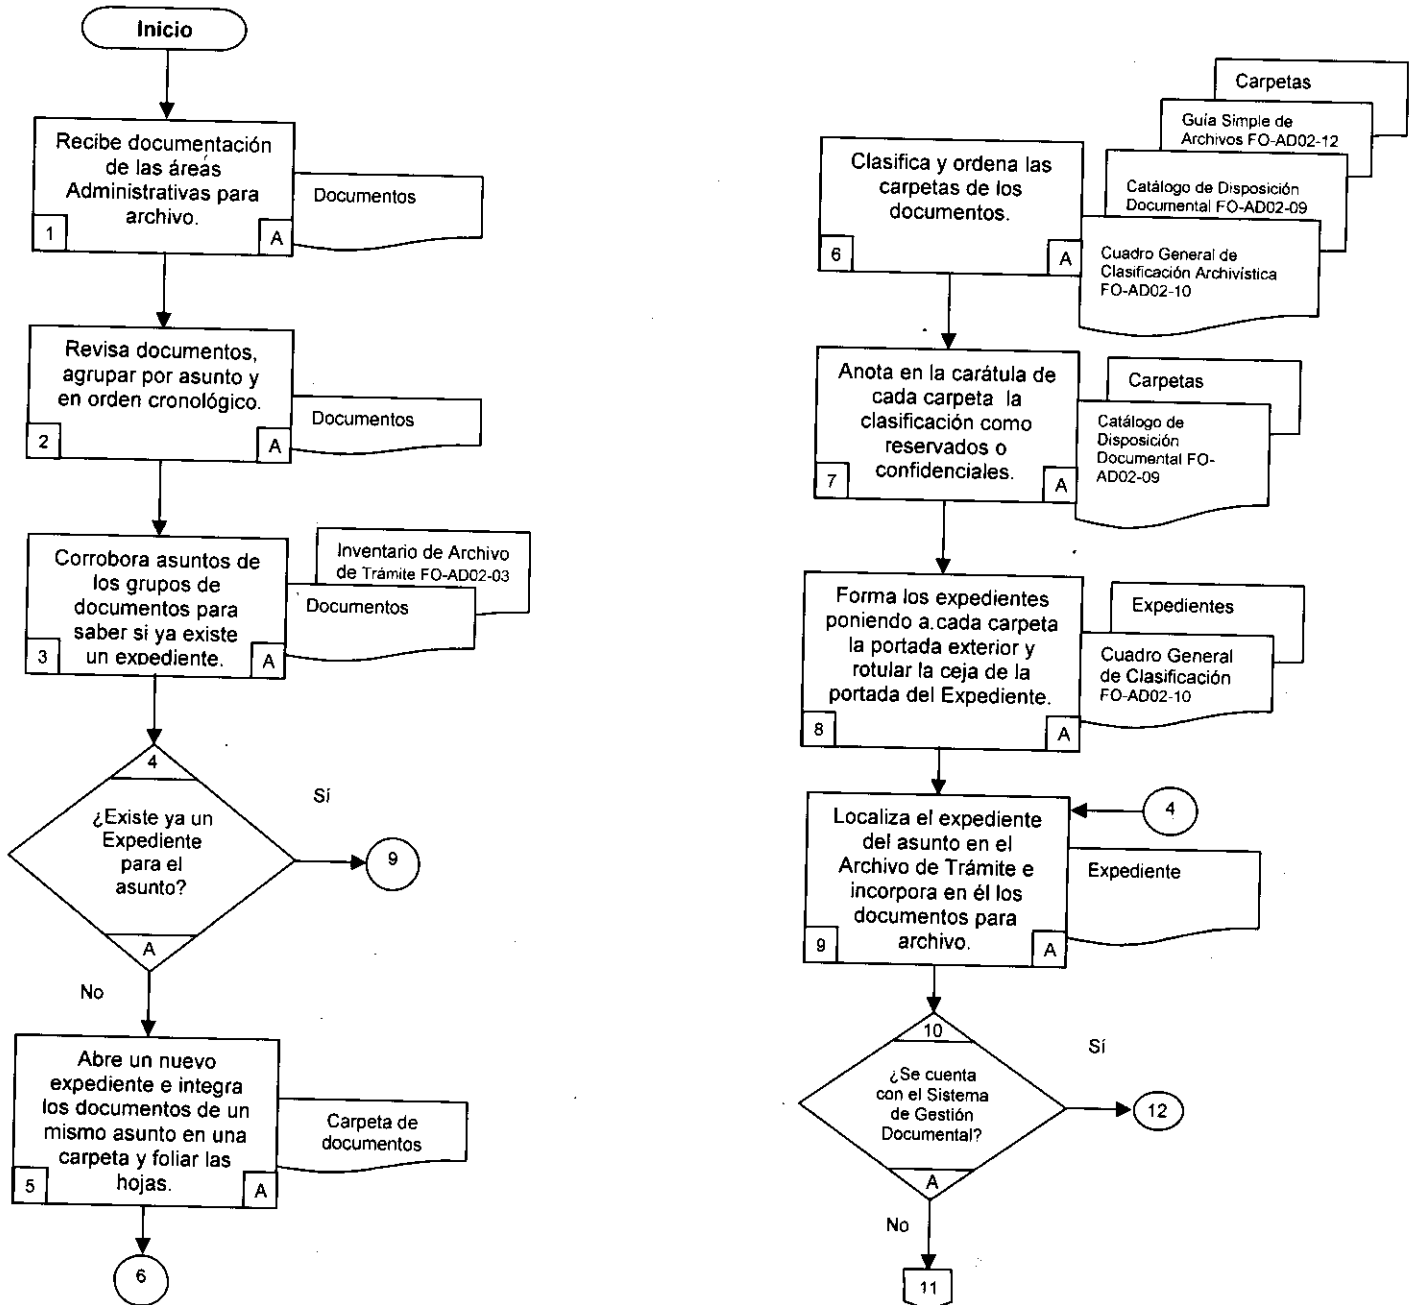 Inicio
Recibe documentación
de las áreas
Administrativas para
archivo.
1
A
Documentos
Revisa documentos,
agrupar por asunto y
en orden cronológico.
2
A
Documentos
Corrobora asuntos de
los grupos de
documentos para
saber si ya existe
un expediente.
3
A
Inventario de Archivo
de Trámite FO-AD02-03
Documentos
4
¿Existe ya un
Expediente
para el
asunto?
A
Sí
9
No
Abre un nuevo
expediente e integra
los documentos de un
mismo asunto en una
carpeta y foliar las
hojas.
5
A
Carpeta de
documentos
6
Clasifica y ordena las
carpetas de los
documentos.
6
A
Carpetas
Guía Simple de
Archivos FO-AD02-12
Catálogo de Disposición
Documental FO-AD02-09
Cuadro General de
Clasificación Archivística
FO-AD02-10
Anota en la carátula de
cada carpeta la
clasificación como
reservados o
confidenciales.
7
A
Carpetas
Catálogo de
Disposición
Documental FO-
AD02-09
Forma los expedientes
poniendo a cada carpeta
la portada exterior y
rotular la ceja de la
portada del Expediente.
8
A
Expedientes
Cuadro General
de Clasificación
FO-AD02-10
4
Localiza el expediente
del asunto en el
Archivo de Trámite e
incorpora en él los
documentos para
archivo.
9
A
Expediente
10
¿Se cuenta
con el Sistema
de Gestión
Documental?
A
Sí
12
No
11